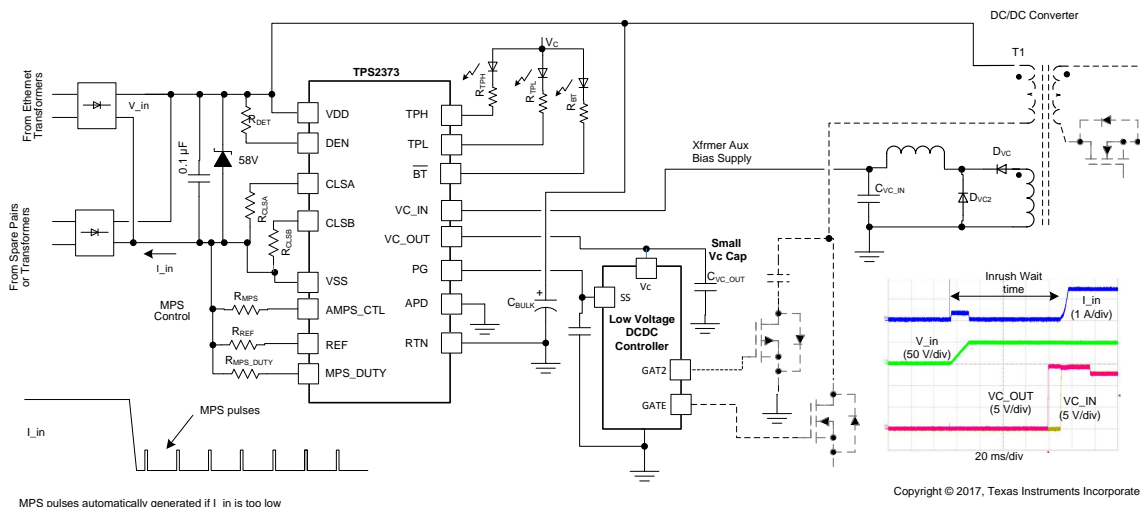 DC/DC Converter
T1
V_C
TPS2373
From Ethernet
Transformers
V_in
R_DET
0.1 µF
58V
R_TPH
R_TPL
R_BT
VDD
DEN
CLSA
CLSB
VSS
AMPS_CTL
REF
MPS_DUTY
TPH
TPL
BT
VC_IN
VC_OUT
PG
APD
RTN
Xfrmer Aux
Bias Supply
D_VC
C_VC_IN
D_VC2
R_CLSA
R_CLSB
From Spare Pairs
or Transformers
I_in
MPS
Control
R_MPS
R_REF
R_MPS_DUTY
+
C_BULK
Small
Vc Cap
C_VC_OUT
Vc
SS
Low Voltage
DCDC
Controller
GAT2
GATE
Inrush Wait
time
I_in
(1 A/div)
V_in
(50 V/div)
VC_OUT
(5 V/div)
VC_IN
(5 V/div)
20 ms/div
MPS pulses
I_in
MPS pulses automatically generated if I_in is too low
Copyright © 2017, Texas Instruments Incorporate